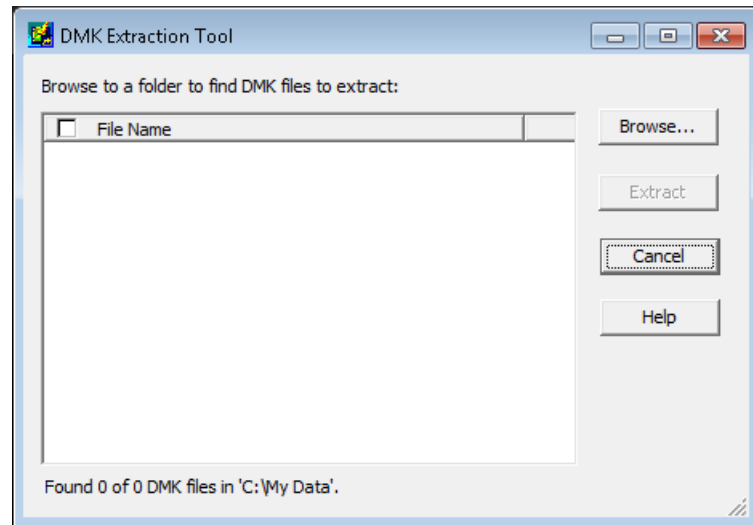 DMK Extraction Tool
Browse to a folder to find DMK files to extract:
File Name
Browse...
Extract
Cancel
Help
Found 0 of 0 DMK files in 'C:\My Data'.